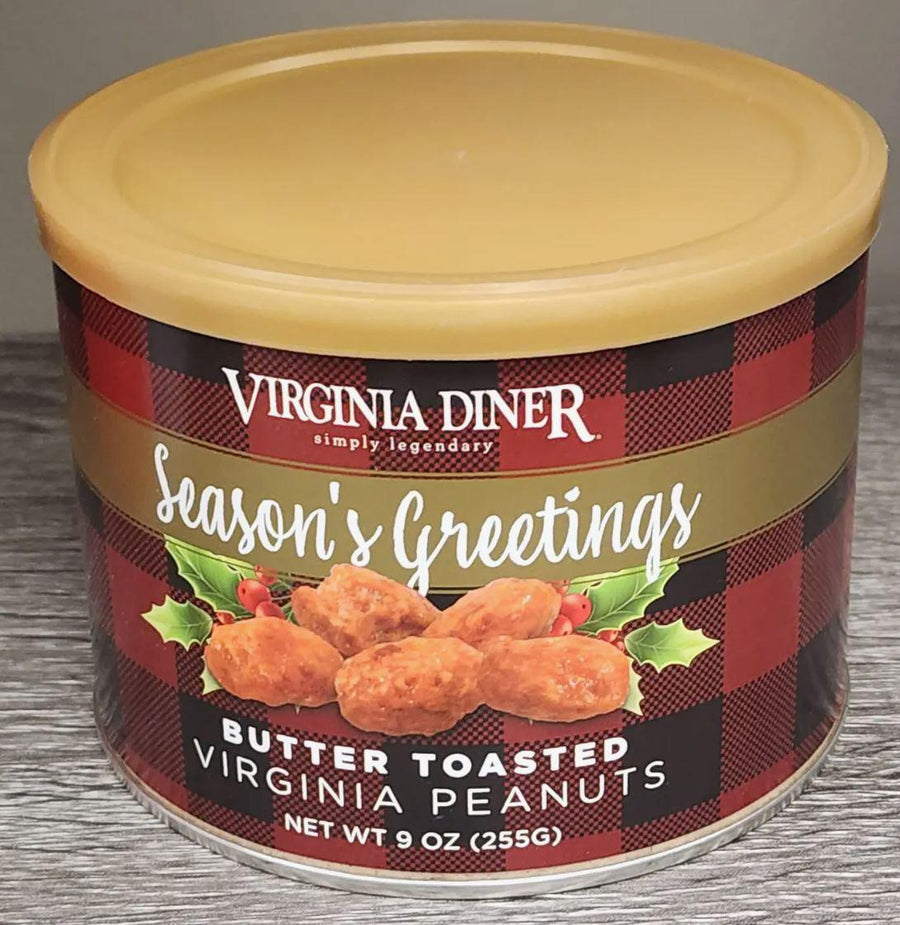 VIRGINIA DINER.
simply legendary
Season's Greetings
BUTTER TOASTED
VIRGINIA PEANUTS
NET WT 9 OZ (255G)